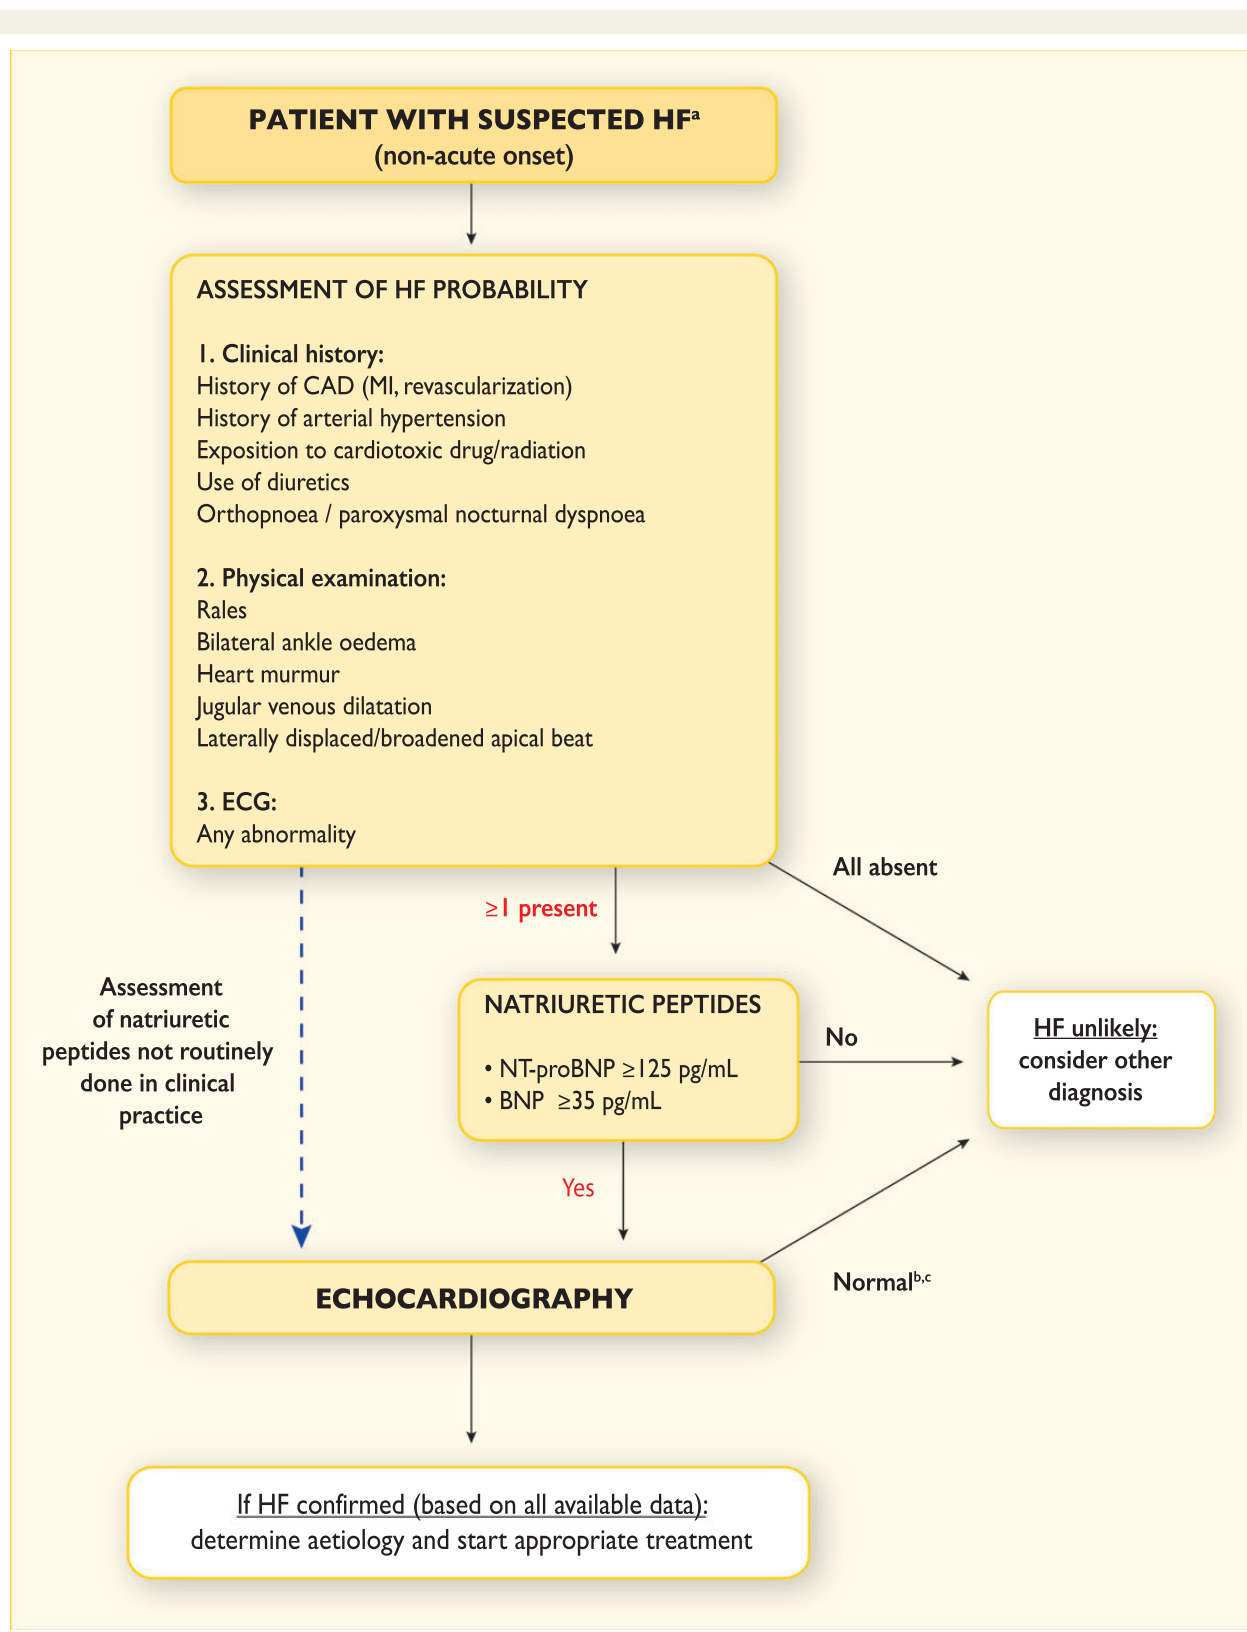 PATIENT WITH SUSPECTED HFᵃ
(non-acute onset)
ASSESSMENT OF HF PROBABILITY
1. Clinical history:
History of CAD (MI, revascularization)
History of arterial hypertension
Exposition to cardiotoxic drug/radiation
Use of diuretics
Orthopnoea / paroxysmal nocturnal dyspnoea
2. Physical examination:
Rales
Bilateral ankle oedema
Heart murmur
Jugular venous dilatation
Laterally displaced/broadened apical beat
3. ECG:
Any abnormality
All absent
≥1 present
Assessment
of natriuretic
peptides not routinely
done in clinical
practice
NATRIURETIC PEPTIDES
• NT-proBNP ≥125 pg/mL
• BNP ≥35 pg/mL
No
HF unlikely:
consider other
diagnosis
Yes
Normalᵇ,ᶜ
ECHOCARDIOGRAPHY
If HF confirmed (based on all available data):
determine aetiology and start appropriate treatment